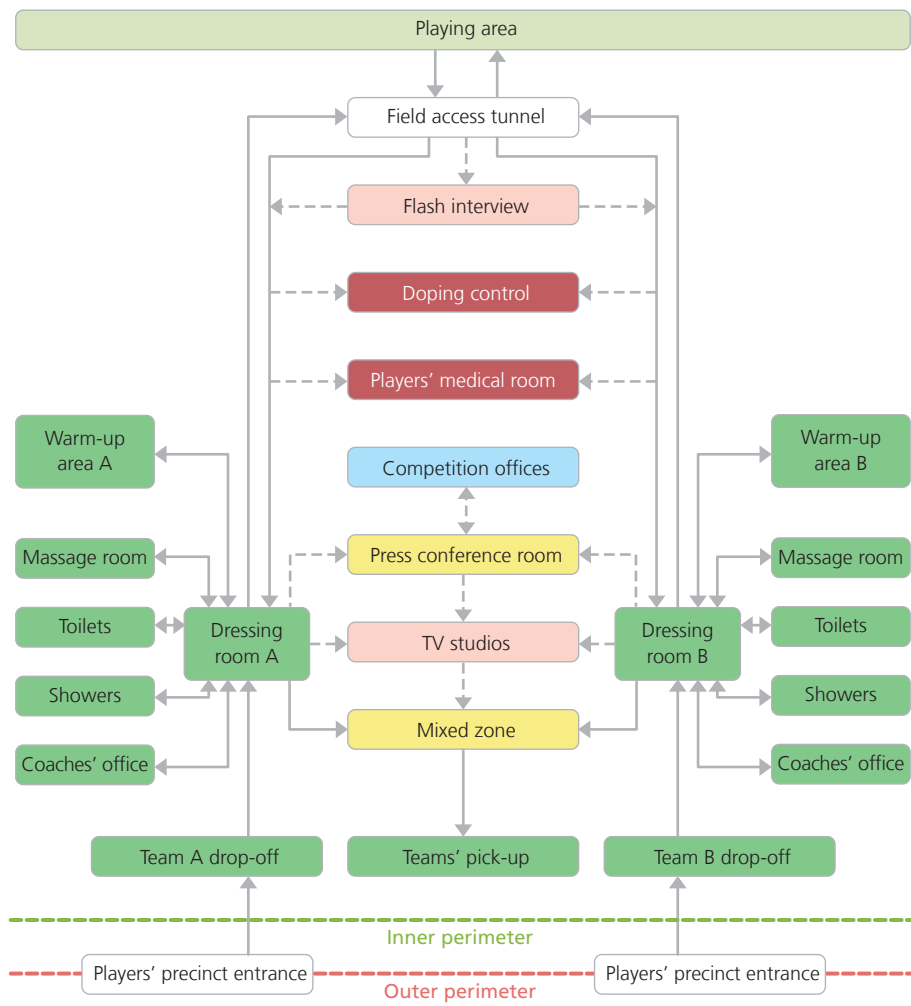 Playing area
Field access tunnel
Flash interview
Doping control
Players’ medical room
Warm-up
area A
Competition offices
Warm-up
area B
Massage room
Press conference room
Massage room
Toilets
Dressing
room A
TV studios
Dressing
room B
Toilets
Showers
Mixed zone
Showers
Coaches’ office
Coaches’ office
Team A drop-off
Teams’ pick-up
Team B drop-off
Inner perimeter
Players’ precinct entrance
Players’ precinct entrance
Outer perimeter